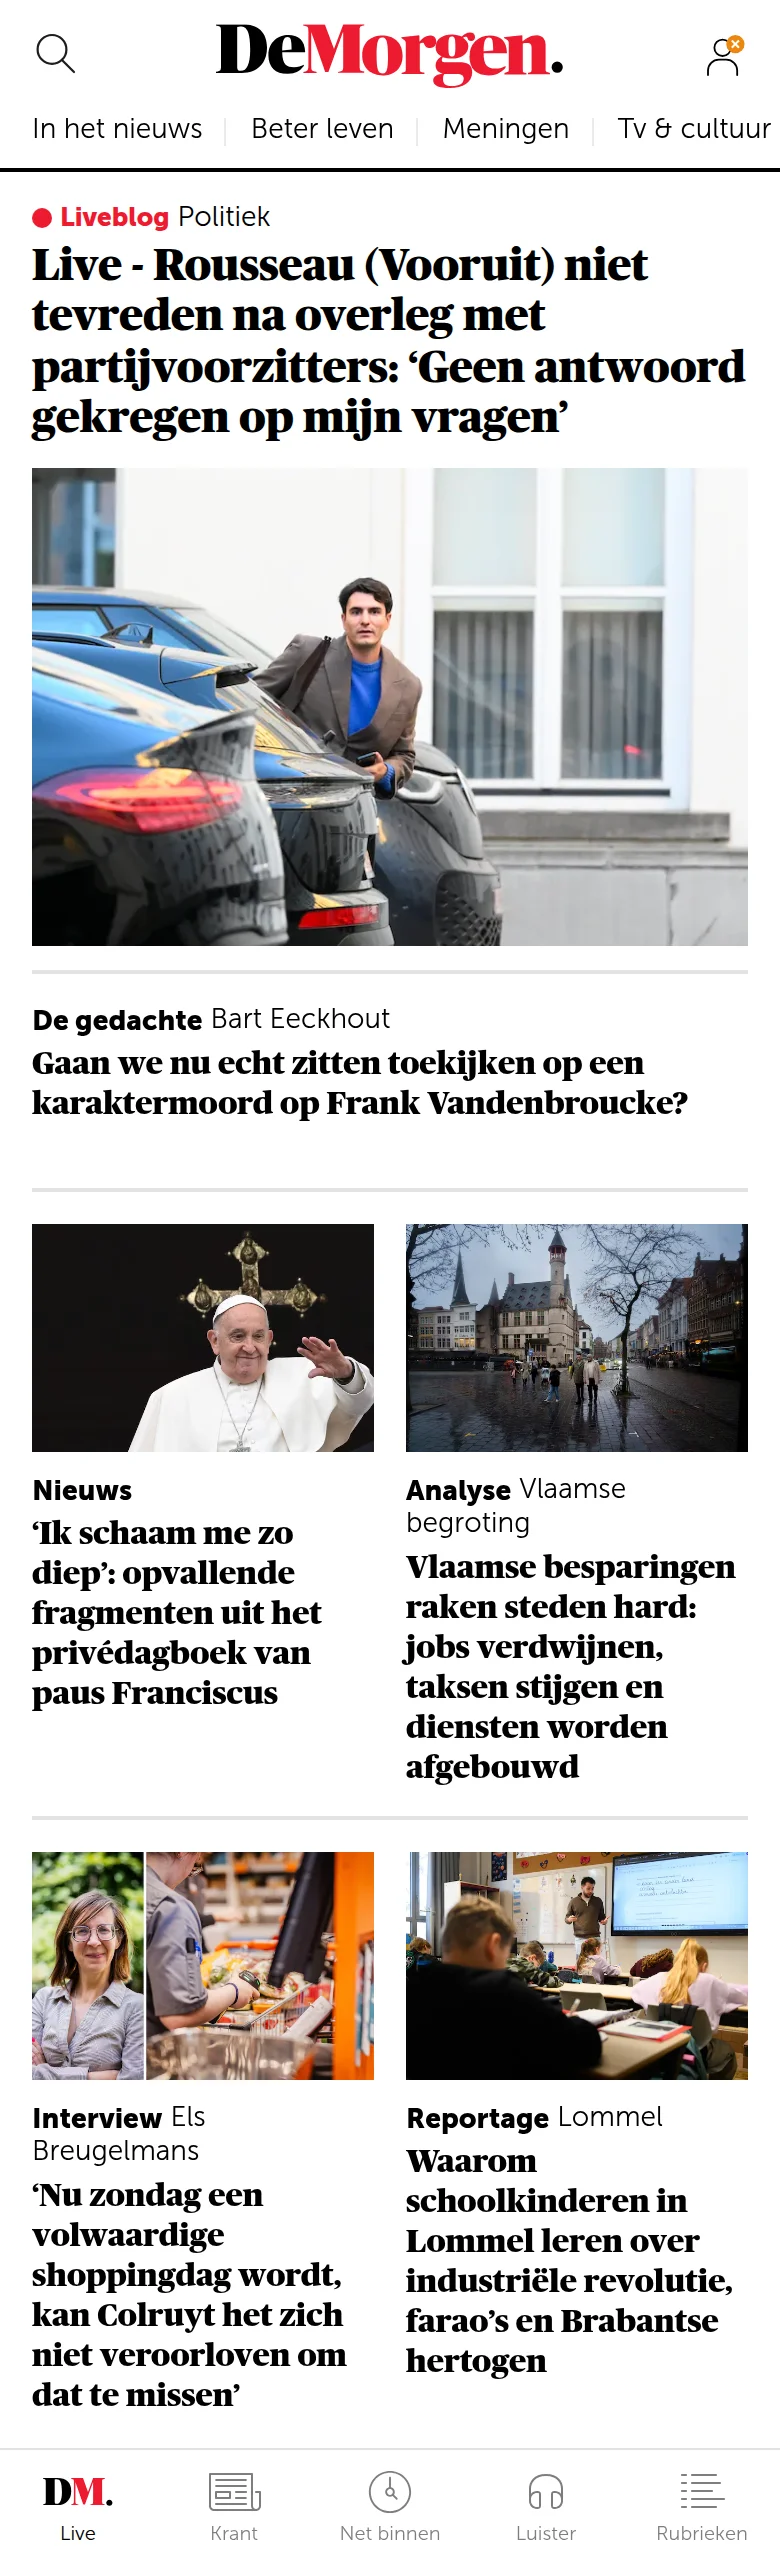 DeMorgen.
In het nieuws
Beter leven
Meningen
Tv & cultuur
Liveblog Politiek
Live - Rousseau (Vooruit) niet
tevreden na overleg met
partijvoorzitters: ‘Geen antwoord
gekregen op mijn vragen’
De gedachte Bart Eeckhout
Gaan we nu echt zitten toekijken op een
karaktermoord op Frank Vandenbroucke?
Nieuws
‘Ik schaam me zo
diep’: opvallende
fragmenten uit het
privédagboek van
paus Franciscus
Analyse Vlaamse
begroting
Vlaamse besparingen
raken steden hard:
jobs verdwijnen,
taksen stijgen en
diensten worden
afgebouwd
Interview Els
Breugelmans
‘Nu zondag een
volwaardige
shoppingdag wordt,
kan Colruyt het zich
niet veroorloven om
dat te missen’
Reportage Lommel
Waarom
schoolkinderen in
Lommel leren over
industriële revolutie,
farao’s en Brabantse
hertogen
DM.
Live
Krant
Net binnen
Luister
Rubrieken